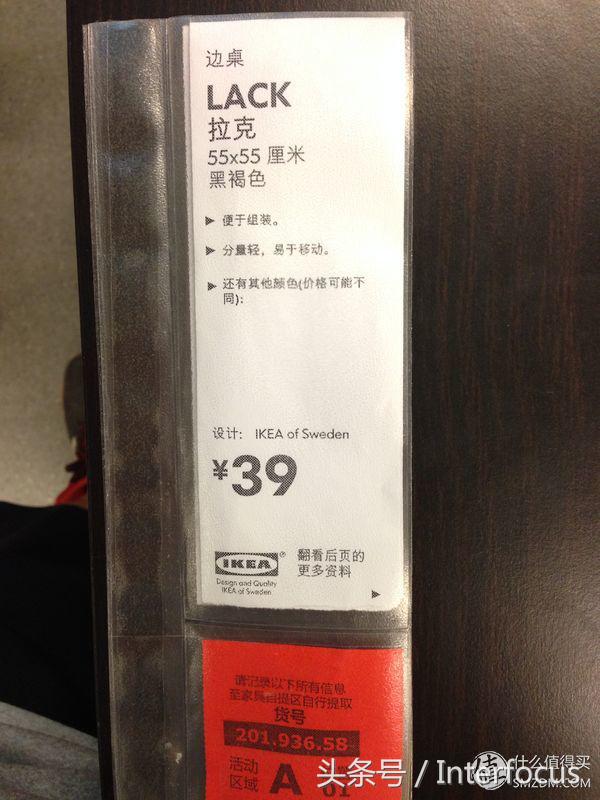 边桌
LACK
拉克
55x55 厘米
黑褐色
▶ 便于组装。
▶ 分量轻，易于移动。
▶ 还有其他颜色(价格可能不
同):
设计: IKEA of Sweden
¥39
IKEA®
Design and Quality
IKEA of Sweden
翻看后页的
更多资料
▶
请记录以下所有信息
至家具自提区自行提取
货号
201.936.58
活动
区域
A
01
头条号 / Interfocus
值 什么值得买
SMZDM.COM